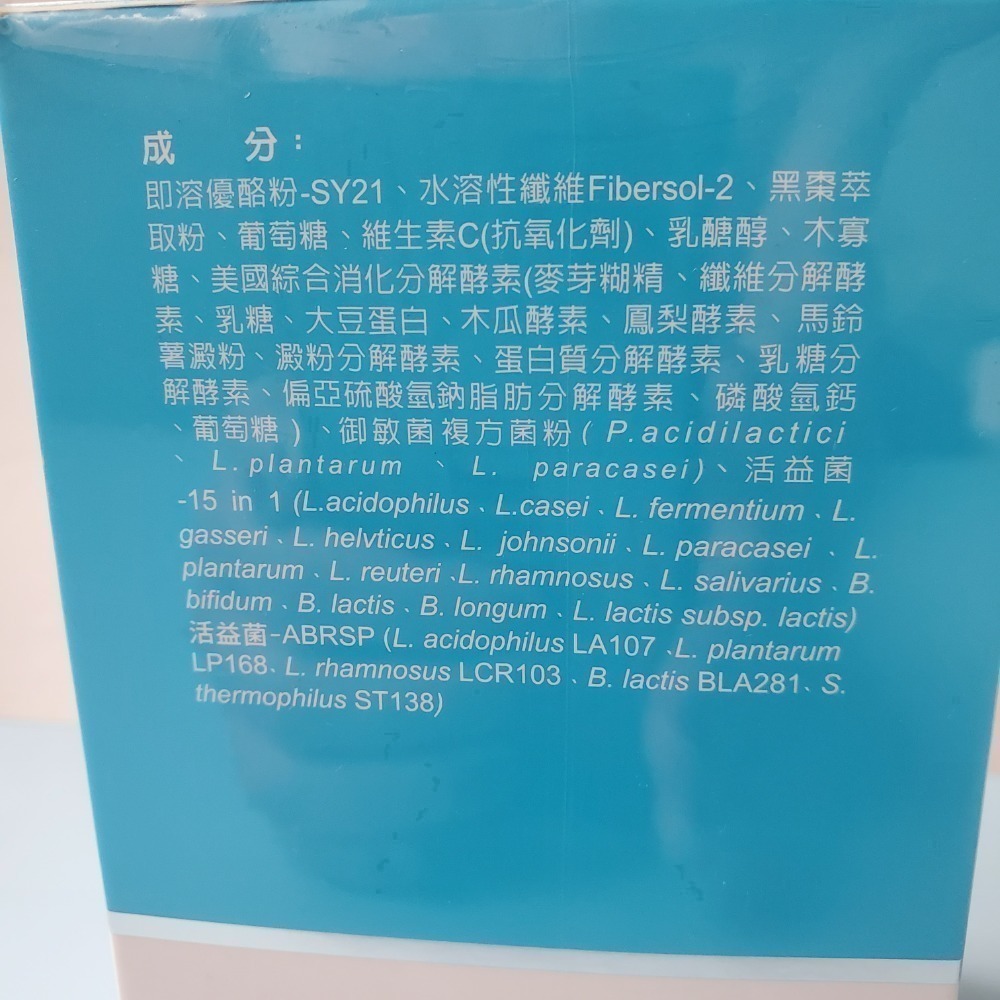 成 分：
即溶優酪粉-SY21、水溶性纖維Fibersol-2、黑棗萃
取粉、葡萄糖、維生素C(抗氧化劑)、乳醣醇、木寡
糖、美國綜合消化分解酵素(麥芽糊精、纖維分解酵
素、乳糖、大豆蛋白、木瓜酵素、鳳梨酵素、馬鈴
薯澱粉、澱粉分解酵素、蛋白質分解酵素、乳糖分
解酵素、偏亞硫酸氫鈉脂肪分解酵素、磷酸氫鈣
、葡萄糖)、御敏菌複方菌粉(P.acidilactici
、L.plantarum、L. paracasei)、活益菌
-15 in 1 (L.acidophilus、L.casei、L. fermentium、L.
gasseri、L. helvticus、L. johnsonii、L. paracasei、L.
plantarum、L. reuteri、L. rhamnosus、L. salivarius、B.
bifidum、B. lactis、B. longum、L. lactis subsp. lactis)
活益菌-ABRSP (L. acidophilus LA107、L. plantarum
LP168、L. rhamnosus LCR103、B. lactis BLA281、S.
thermophilus ST138)